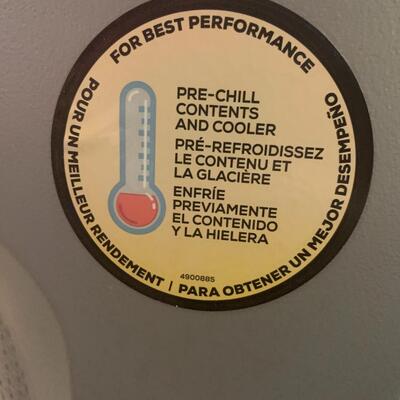 FOR BEST PERFORMANCE
PRE-CHILL
CONTENTS
AND COOLER
PRÉ-REFROIDISSEZ
LE CONTENU ET
LA GLACIÈRE
ENFRÍE
PREVIAMENTE
EL CONTENIDO
Y LA HIELERA
4900885
POUR UN MEILLEUR RENDEMENT | PARA OBTENER UN MEJOR DESEMPEÑO